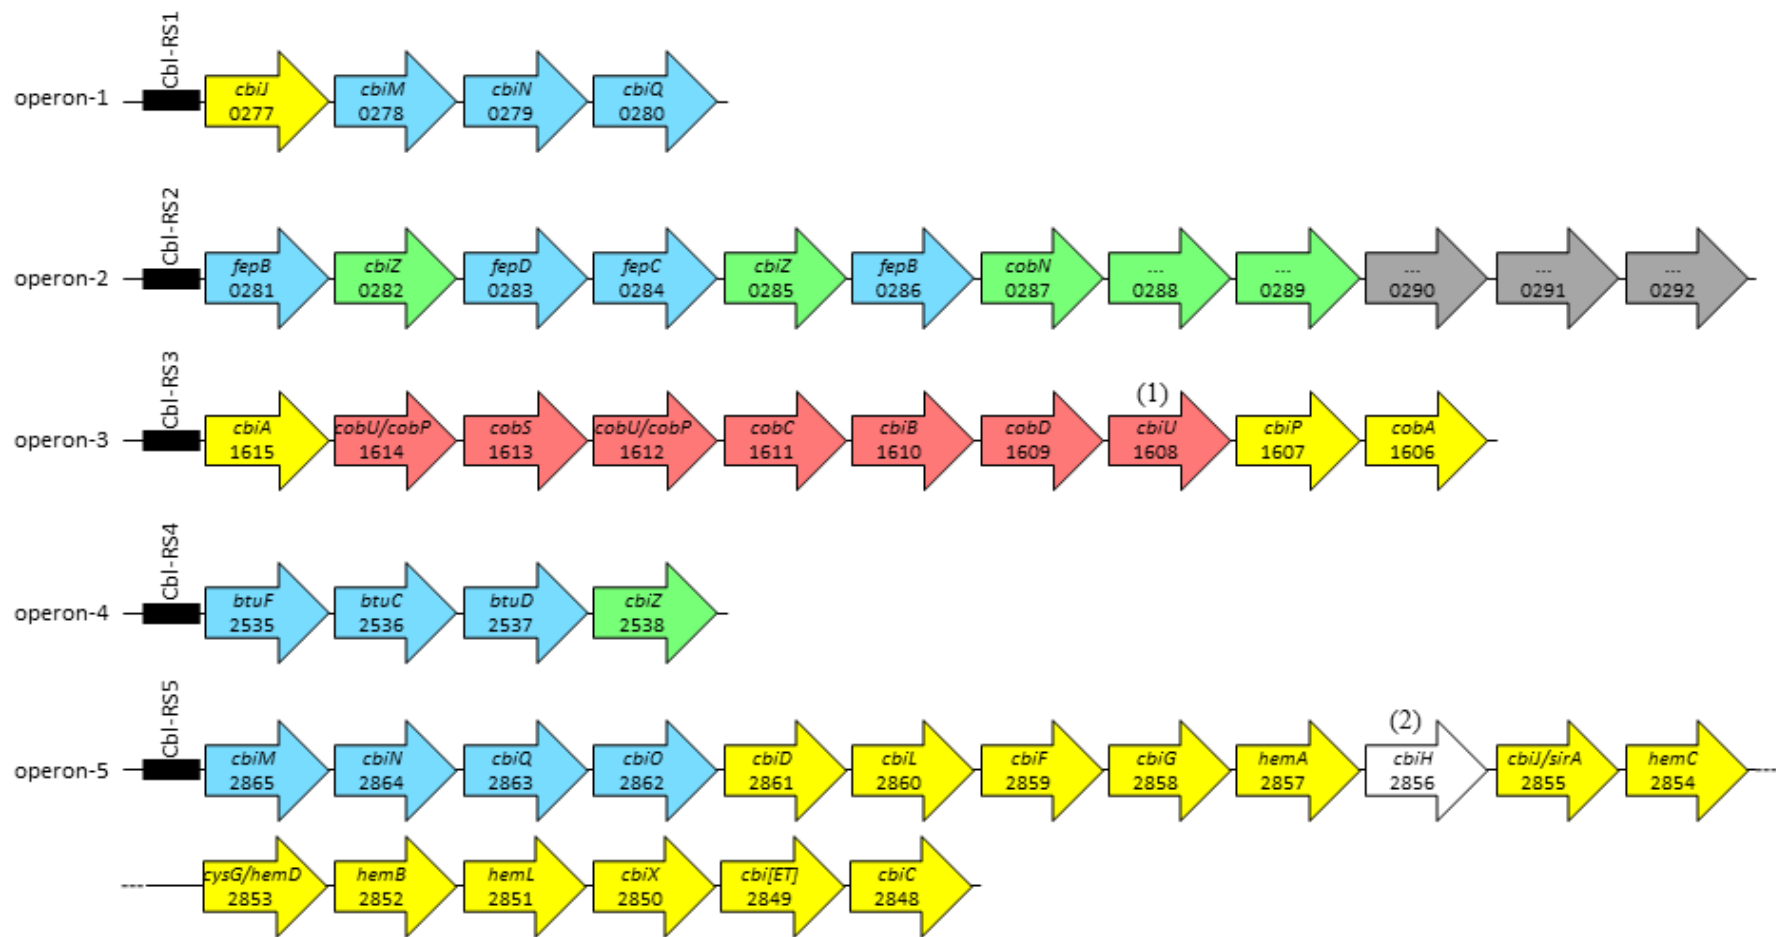 Cbl-RS1
operon-1
cbiJ cbiM cbiN cbiQ
0277 0278 0279 0280
Cbl-RS2
operon-2
fepB cbiZ fepD fepC cbiZ fepB cobN ... ... ... ... ...
0281 0282 0283 0284 0285 0286 0287 0288 0289 0290 0291 0292
Cbl-RS3
(1)
operon-3
cbiA cobU/cobP cobS cobU/cobP cobC cbiB cobD cbiU cbiP cobA
1615 1614 1613 1612 1611 1610 1609 1608 1607 1606
Cbl-RS4
operon-4
btuF btuC btuD cbiZ
2535 2536 2537 2538
Cbl-RS5
(2)
operon-5
cbiM cbiN cbiQ cbiO cbiD cbiL cbiF cbiG hemA cbiH cbiJ/sirA hemC
2865 2864 2863 2862 2861 2860 2859 2858 2857 2856 2855 2854
cysG/hemD hemB hemL cbiX cbi[ET] cbiC
2853 2852 2851 2850 2849 2848